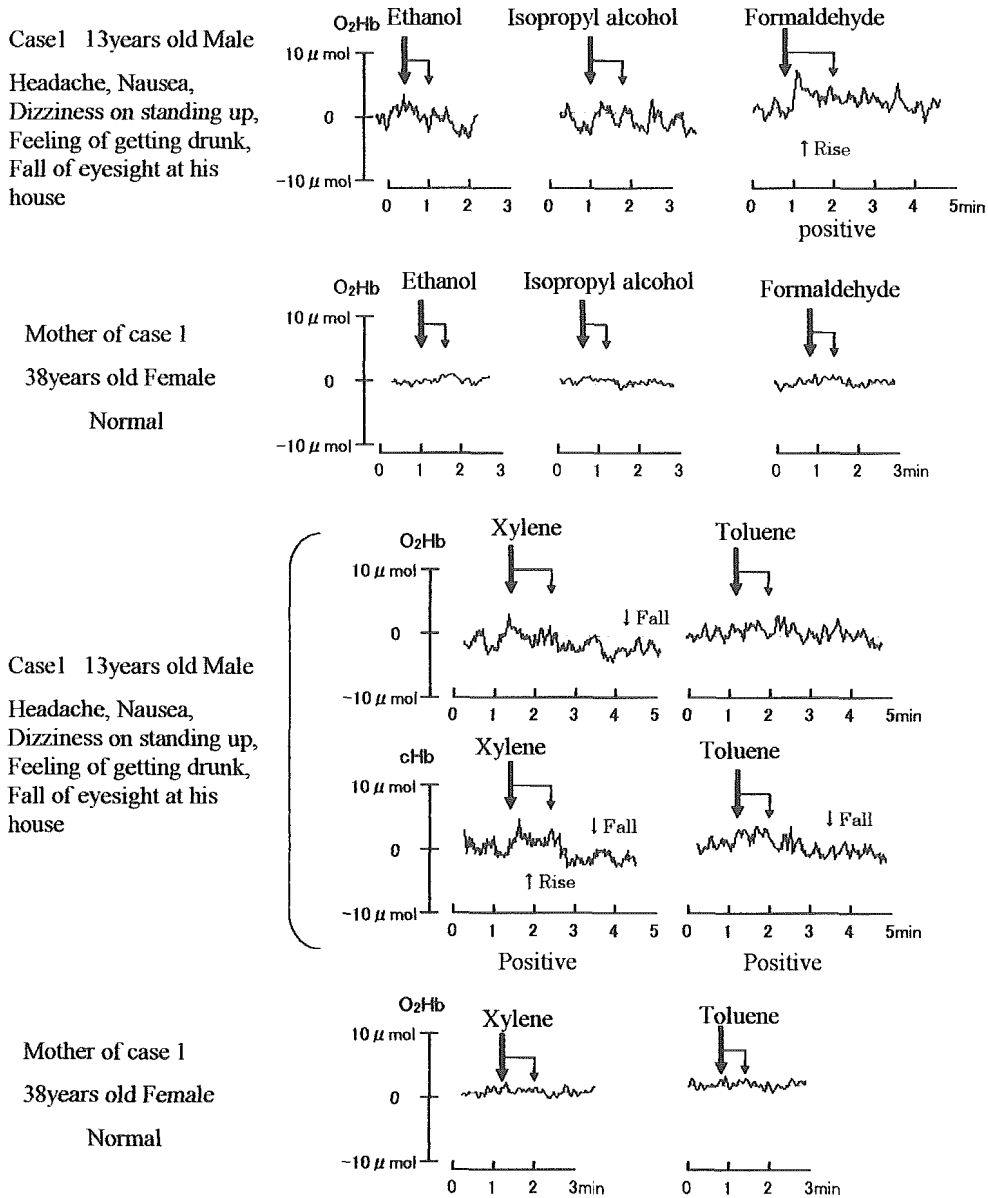 O₂Hb Ethanol Isopropyl alcohol Formaldehyde
Case1 13years old Male
10 μ mol
Headache, Nausea,
Dizziness on standing up,
Feeling of getting drunk,
0
Fall of eyesight at his
↑ Rise
house
-10 μ mol
0 1 2 3 0 1 2 3 0 1 2 3 4 5min
positive
O₂Hb Ethanol Isopropyl alcohol Formaldehyde
10 μ mol
Mother of case 1
38years old Female
0
Normal
-10 μ mol
0 1 2 3 0 1 2 3 0 1 2 3min
Xylene Toluene
O₂Hb
10 μ mol
↓ Fall
0
Case1 13years old Male
-10 μ mol
Headache, Nausea,
0 1 2 3 4 5 0 1 2 3 4 5min
Dizziness on standing up,
cHb Xylene Toluene
Feeling of getting drunk,
10 μ mol
Fall of eyesight at his
↓ Fall ↓ Fall
house
0
↑ Rise
-10 μ mol
0 1 2 3 4 5 0 1 2 3 4 5min
Positive Positive
O₂Hb
Xylene Toluene
10 μ mol
Mother of case 1
38years old Female
0
Normal
-10 μ mol
0 1 2 3min 0 1 2 3min